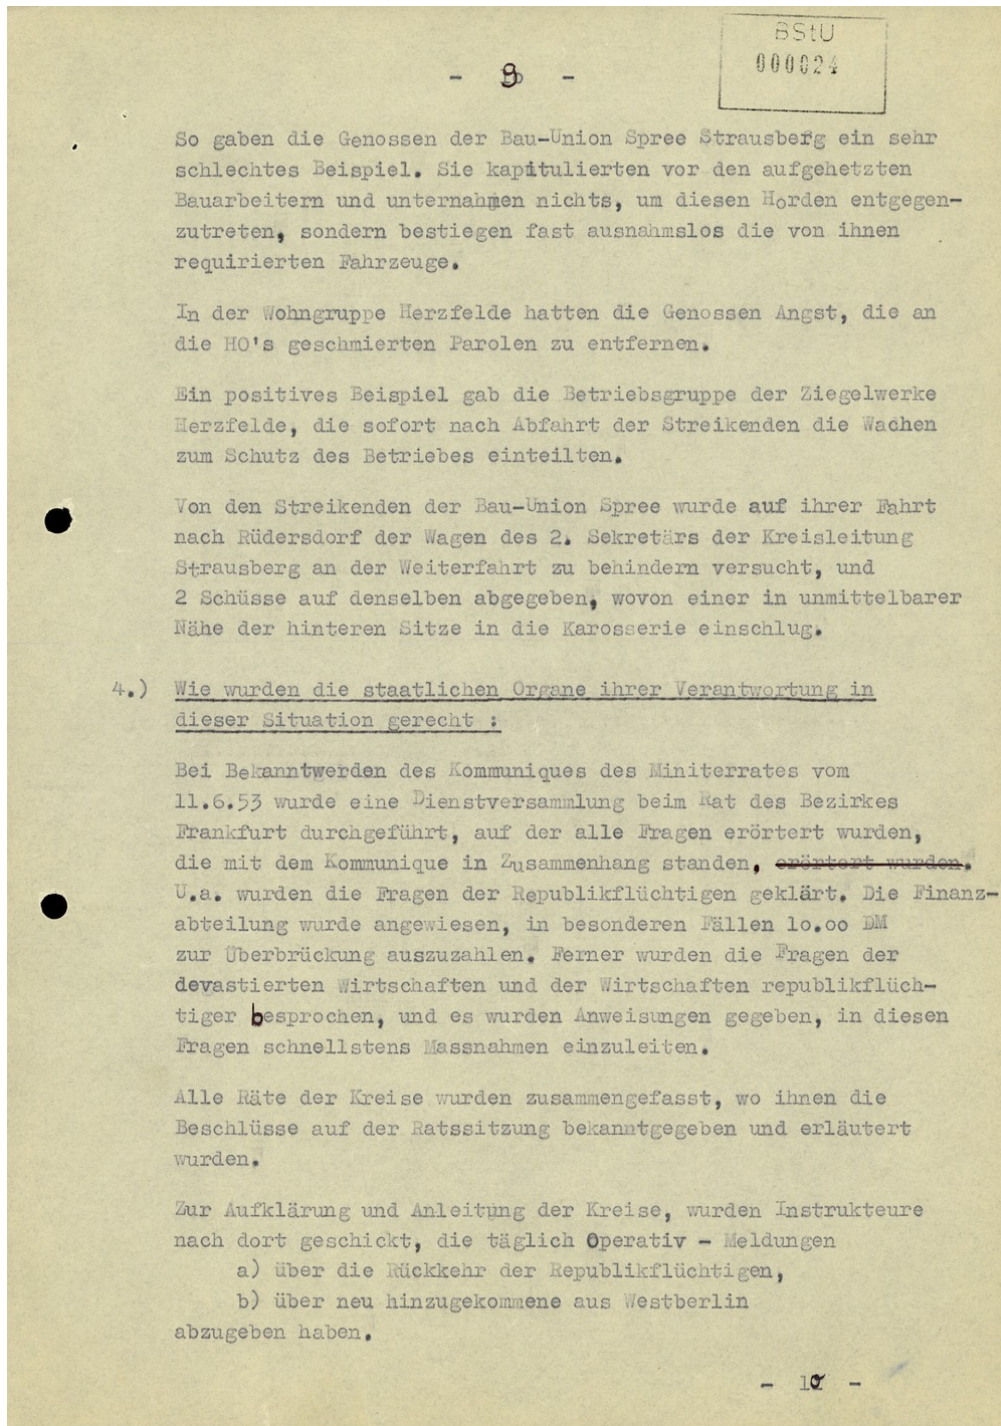 BStU
000024
- 9 -
So gaben die Genossen der Bau-Union Spree Strausberg ein sehr
schlechtes Beispiel. Sie kapitulierten vor den aufgehetzten
Bauarbeitern und unternahmen nichts, um diesen Horden entgegen-
zutreten, sondern bestiegen fast ausnahmslos die von ihnen
requirierten Fahrzeuge.
In der Wohngruppe Herzfelde hatten die Genossen Angst, die an
die HO's geschmierten Parolen zu entfernen.
Ein positives Beispiel gab die Betriebsgruppe der Ziegelwerke
Herzfelde, die sofort nach Abfahrt der Streikenden die Wachen
zum Schutz des Betriebes einteilten.
Von den Streikenden der Bau-Union Spree wurde auf ihrer Fahrt
nach Rüdersdorf der Wagen des 2. Sekretärs der Kreisleitung
Strausberg an der Weiterfahrt zu behindern versucht, und
2 Schüsse auf denselben abgegeben, wovon einer in unmittelbarer
Nähe der hinteren Sitze in die Karosserie einschlug.
4.) Wie wurden die staatlichen Organe ihrer Verantwortung in
dieser Situation gerecht :
Bei Bekanntwerden des Kommuniques des Miniterrates vom
11.6.53 wurde eine Dienstversammlung beim Rat des Bezirkes
Frankfurt durchgeführt, auf der alle Fragen erörtert wurden,
die mit dem Kommunique in Zusammenhang standen, erörtert wurden.
U.a. wurden die Fragen der Republikflüchtigen geklärt. Die Finanz-
abteilung wurde angewiesen, in besonderen Fällen 10.00 DM
zur Überbrückung auszuzahlen. Ferner wurden die Fragen der
devastierten Wirtschaften und der Wirtschaften republikflüch-
tiger besprochen, und es wurden Anweisungen gegeben, in diesen
Fragen schnellstens Massnahmen einzuleiten.
Alle Räte der Kreise wurden zusammengefasst, wo ihnen die
Beschlüsse auf der Ratssitzung bekanntgegeben und erläutert
wurden.
Zur Aufklärung und Anleitung der Kreise, wurden Instrukteure
nach dort geschickt, die täglich Operativ - Meldungen
a) über die Rückkehr der Republikflüchtigen,
b) über neu hinzugekommene aus Westberlin
abzugeben haben.
- 10 -